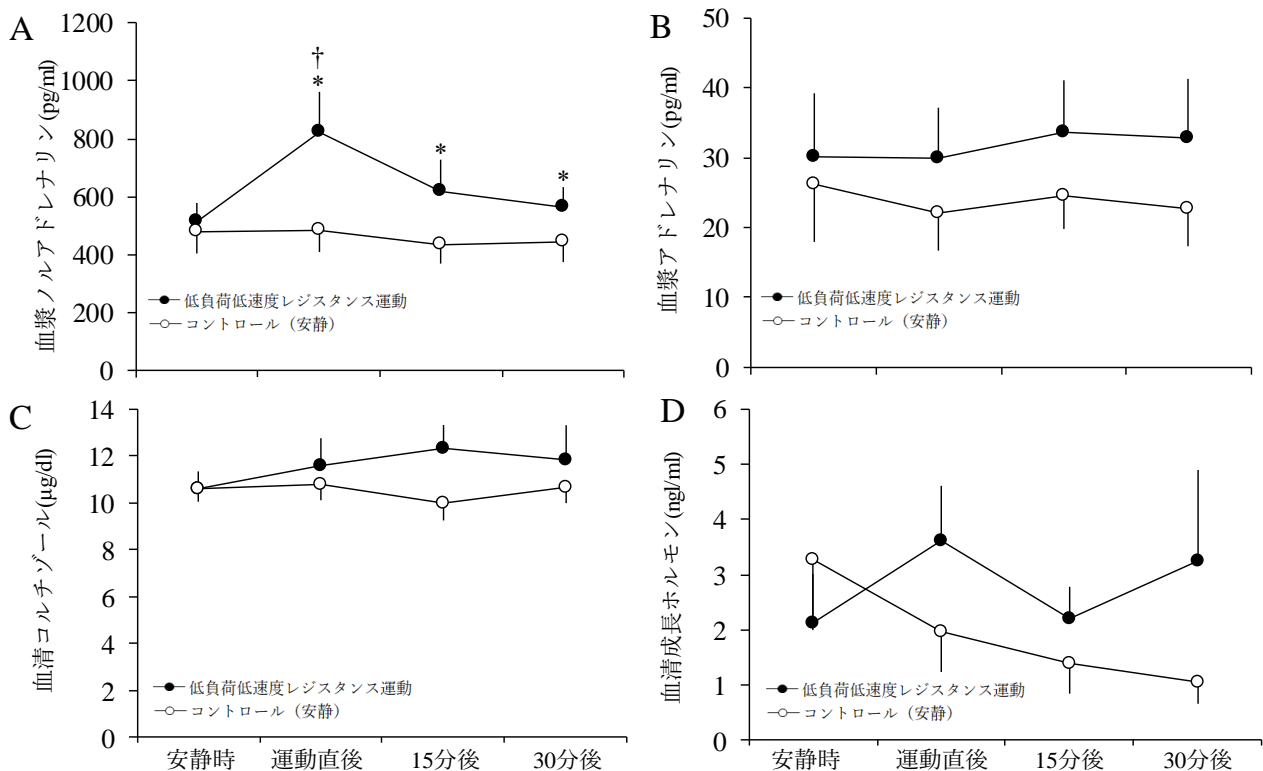 A
血漿ノルアドレナリン(pg/ml)
1200
1000
800
600
400
200
0
†
*
*
*
低負荷低速度レジスタンス運動
コントロール（安静）
B
血漿アドレナリン(pg/ml)
50
40
30
20
10
0
低負荷低速度レジスタンス運動
コントロール（安静）
C
血清コルチゾール(μg/dl)
14
12
10
8
6
4
2
0
低負荷低速度レジスタンス運動
コントロール（安静）
安静時 運動直後 15分後 30分後
D
血清成長ホルモン(ngl/ml)
6
5
4
3
2
1
0
低負荷低速度レジスタンス運動
コントロール（安静）
安静時 運動直後 15分後 30分後